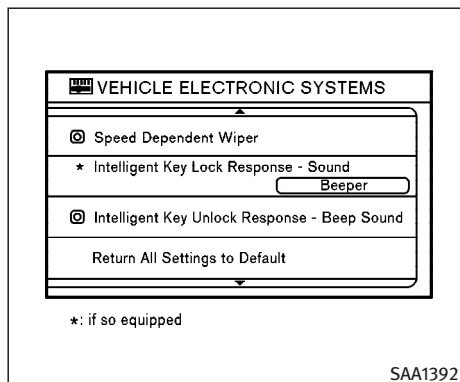 VEHICLE ELECTRONIC SYSTEMS
Speed Dependent Wiper
* Intelligent Key Lock Response - Sound
Beeper
Intelligent Key Unlock Response - Beep Sound
Return All Settings to Default
*: if so equipped
SAA1392